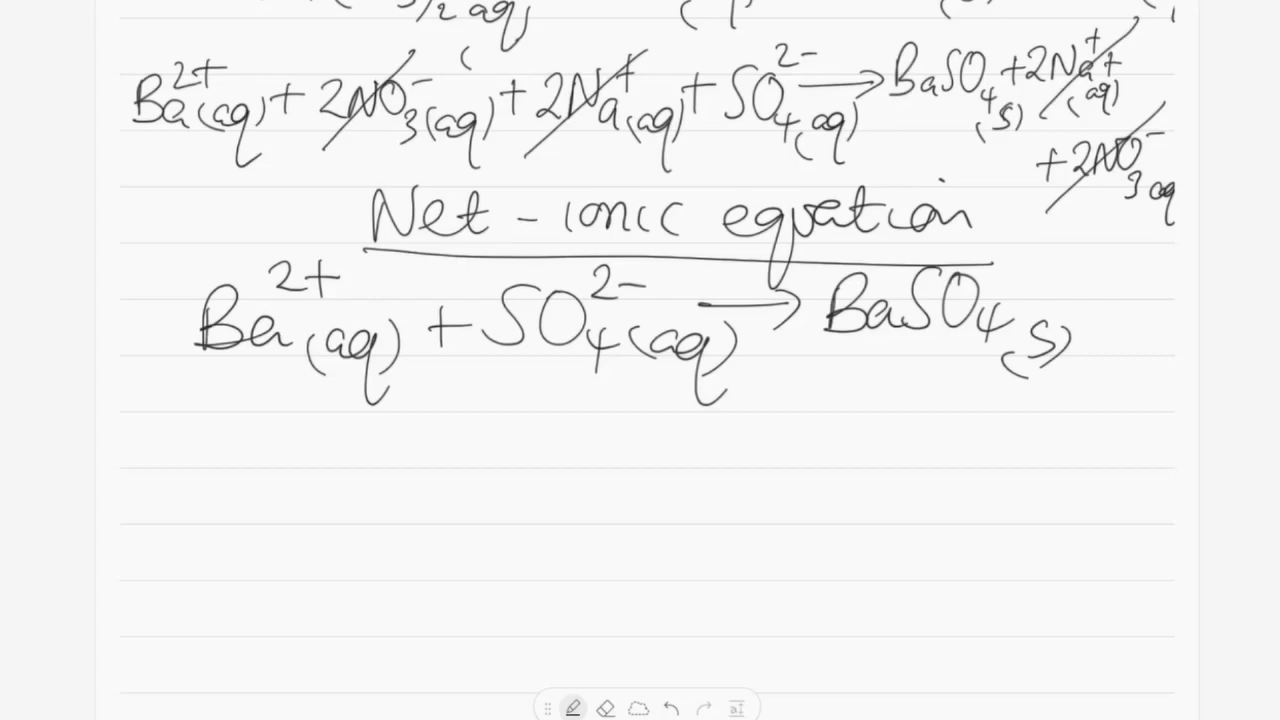 Ba²⁺(aq) + 2NO₃⁻(aq) + 2Na⁺(aq) + SO₄²⁻(aq) → BaSO₄(s) + 2Na⁺(aq)
+ 2NO₃⁻aq
Net-ionic equation
Ba²⁺(aq) + SO₄²⁻(aq) → BaSO₄(s)